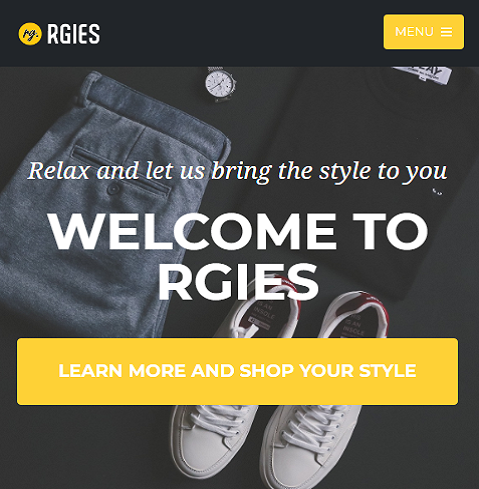 rg. RGIES
MENU
Relax and let us bring the style to you
WELCOME TO
RGIES
LEARN MORE AND SHOP YOUR STYLE